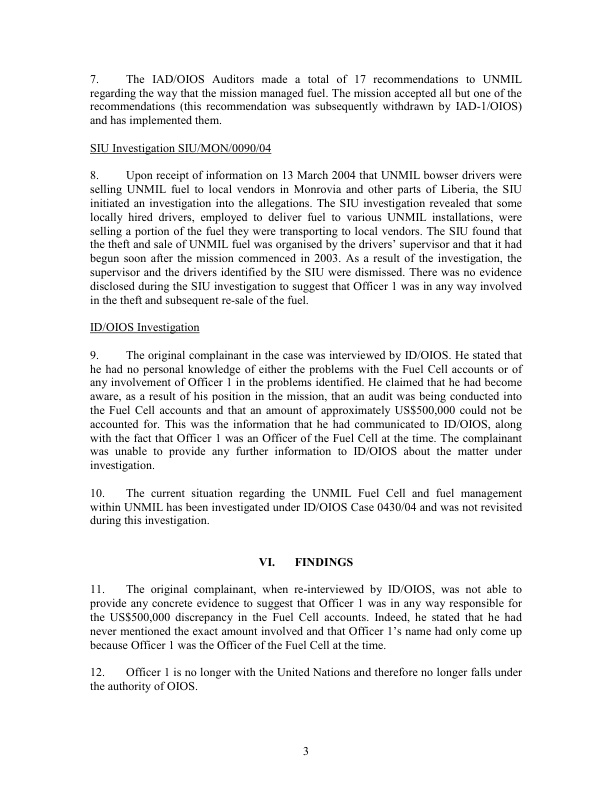 7. The IAD/OIOS Auditors made a total of 17 recommendations to UNMIL
regarding the way that the mission managed fuel. The mission accepted all but one of the
recommendations (this recommendation was subsequently withdrawn by IAD-1/OIOS)
and has implemented them.
SIU Investigation SIU/MON/0090/04
8. Upon receipt of information on 13 March 2004 that UNMIL bowser drivers were
selling UNMIL fuel to local vendors in Monrovia and other parts of Liberia, the SIU
initiated an investigation into the allegations. The SIU investigation revealed that some
locally hired drivers, employed to deliver fuel to various UNMIL installations, were
selling a portion of the fuel they were transporting to local vendors. The SIU found that
the theft and sale of UNMIL fuel was organised by the drivers' supervisor and that it had
begun soon after the mission commenced in 2003. As a result of the investigation, the
supervisor and the drivers identified by the SIU were dismissed. There was no evidence
disclosed during the SIU investigation to suggest that Officer 1 was in any way involved
in the theft and subsequent re-sale of the fuel.
ID/OIOS Investigation
9. The original complainant in the case was interviewed by ID/OIOS. He stated that
he had no personal knowledge of either the problems with the Fuel Cell accounts or of
any involvement of Officer 1 in the problems identified. He claimed that he had become
aware, as a result of his position in the mission, that an audit was being conducted into
the Fuel Cell accounts and that an amount of approximately US$500,000 could not be
accounted for. This was the information that he had communicated to ID/OIOS, along
with the fact that Officer 1 was an Officer of the Fuel Cell at the time. The complainant
was unable to provide any further information to ID/OIOS about the matter under
investigation.
10. The current situation regarding the UNMIL Fuel Cell and fuel management
within UNMIL has been investigated under ID/OIOS Case 0430/04 and was not revisited
during this investigation.
VI. FINDINGS
11. The original complainant, when re-interviewed by ID/OIOS, was not able to
provide any concrete evidence to suggest that Officer 1 was in any way responsible for
the US$500,000 discrepancy in the Fuel Cell accounts. Indeed, he stated that he had
never mentioned the exact amount involved and that Officer 1's name had only come up
because Officer 1 was the Officer of the Fuel Cell at the time.
12. Officer 1 is no longer with the United Nations and therefore no longer falls under
the authority of OIOS.
3